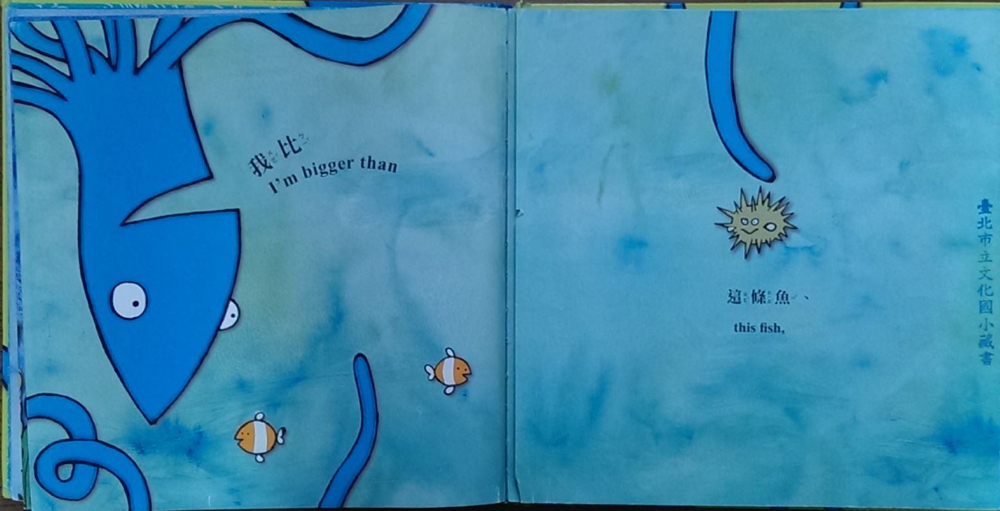 我比
I'm bigger than
這條魚、
this fish,
臺北市立文化國小藏書